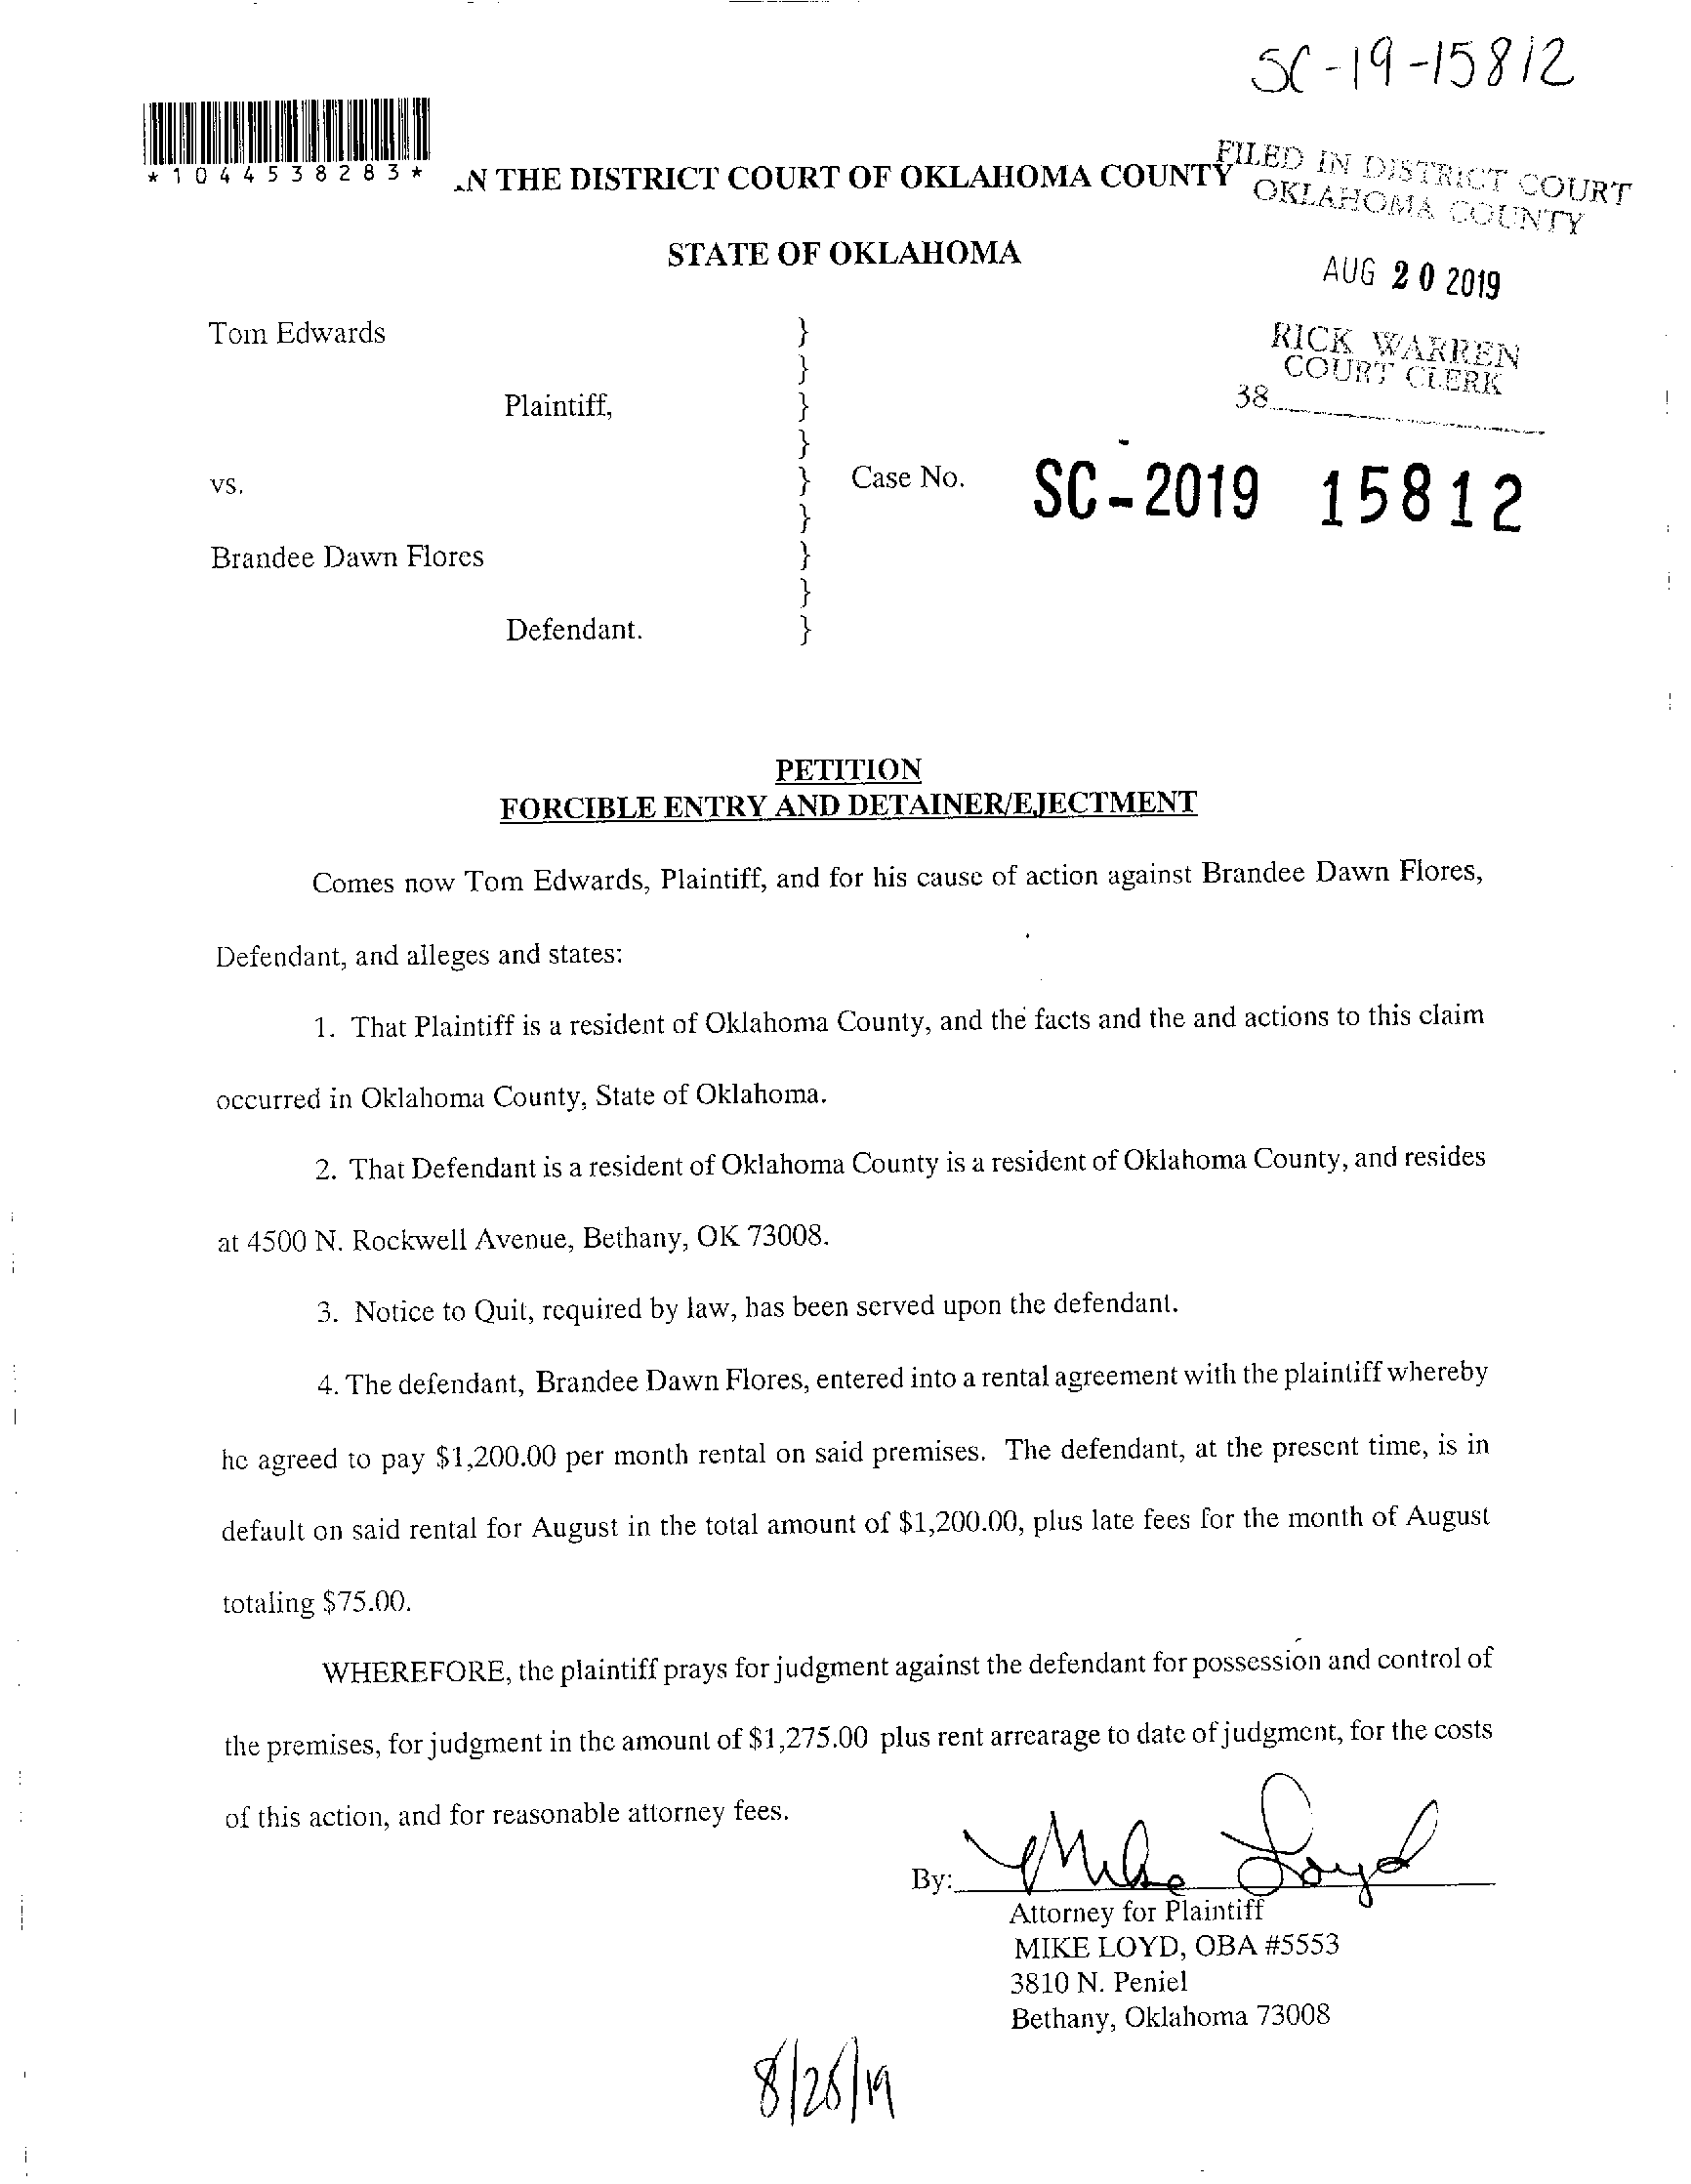 SC-19-15812
*1044538283*
.N THE DISTRICT COURT OF OKLAHOMA COUNTY
FILED IN DISTRICT COURT
OKLAHOMA COUNTY
STATE OF OKLAHOMA
AUG 20 2019
Tom Edwards }
RICK WARREN
COURT CLERK
}
Plaintiff, }
38
}
vs. } Case No. SC-2019 15812
}
Brandee Dawn Flores }
}
Defendant. }
PETITION
FORCIBLE ENTRY AND DETAINER/EJECTMENT
Comes now Tom Edwards, Plaintiff, and for his cause of action against Brandee Dawn Flores,
Defendant, and alleges and states:
1. That Plaintiff is a resident of Oklahoma County, and the facts and the and actions to this claim
occurred in Oklahoma County, State of Oklahoma.
2. That Defendant is a resident of Oklahoma County is a resident of Oklahoma County, and resides
at 4500 N. Rockwell Avenue, Bethany, OK 73008.
3. Notice to Quit, required by law, has been served upon the defendant.
4. The defendant, Brandee Dawn Flores, entered into a rental agreement with the plaintiff whereby
he agreed to pay $1,200.00 per month rental on said premises. The defendant, at the present time, is in
default on said rental for August in the total amount of $1,200.00, plus late fees for the month of August
totaling $75.00.
WHEREFORE, the plaintiff prays for judgment against the defendant for possession and control of
the premises, for judgment in the amount of $1,275.00 plus rent arrearage to date of judgment, for the costs
of this action, and for reasonable attorney fees.
By: Mike Loyd
Attorney for Plaintiff
MIKE LOYD, OBA #5553
3810 N. Peniel
Bethany, Oklahoma 73008